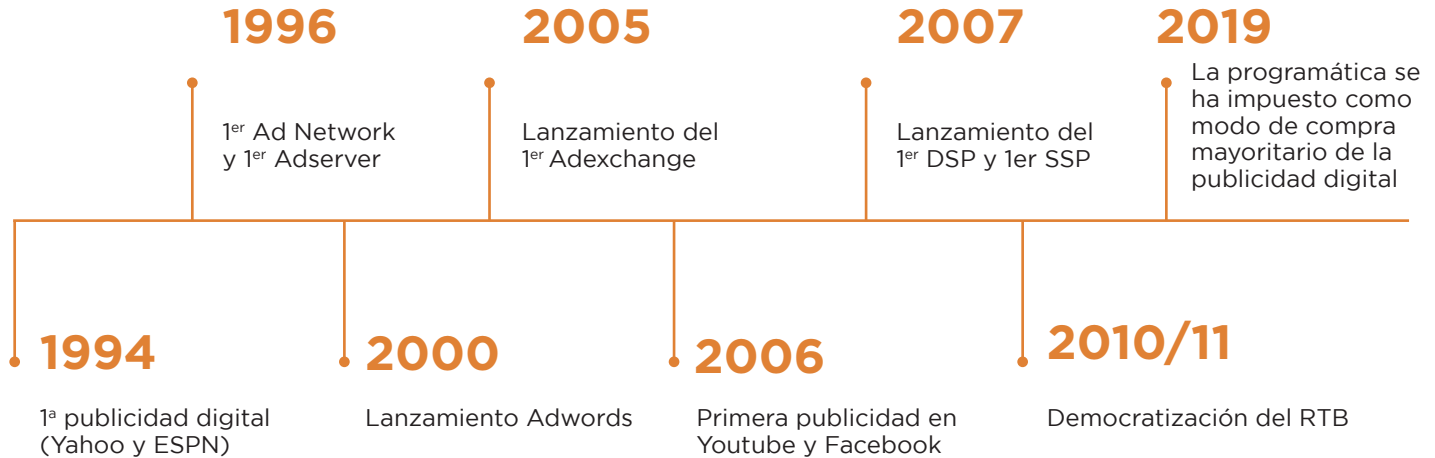 1996
1er Ad Network
y 1er Adserver
2005
Lanzamiento del
1er Adexchange
2007
Lanzamiento del
1er DSP y 1er SSP
2019
La programática se
ha impuesto como
modo de compra
mayoritario de la
publicidad digital
1994
1ª publicidad digital
(Yahoo y ESPN)
2000
Lanzamiento Adwords
2006
Primera publicidad en
Youtube y Facebook
2010/11
Democratización del RTB